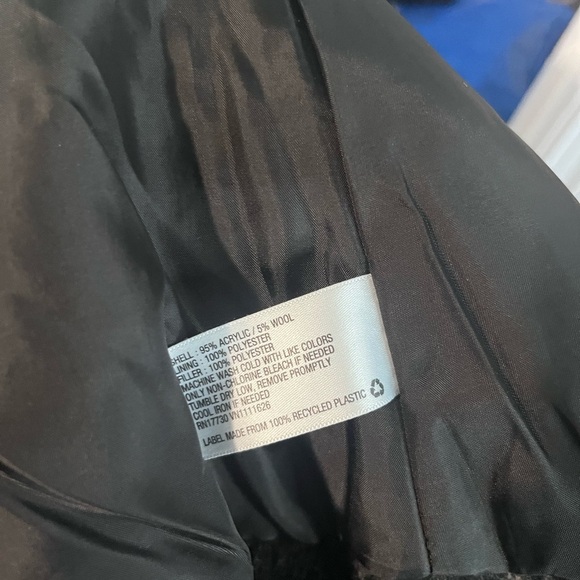 SHELL : 95% ACRYLIC / 5% WOOL
LINING : 100% POLYESTER
FILLER : 100% POLYESTER
MACHINE WASH COLD WITH LIKE COLORS
ONLY NON-CHLORINE BLEACH IF NEEDED
TUMBLE DRY LOW, REMOVE PROMPTLY
COOL IRON IF NEEDED
RN17730 VN1111626
LABEL MADE FROM 100% RECYCLED PLASTIC